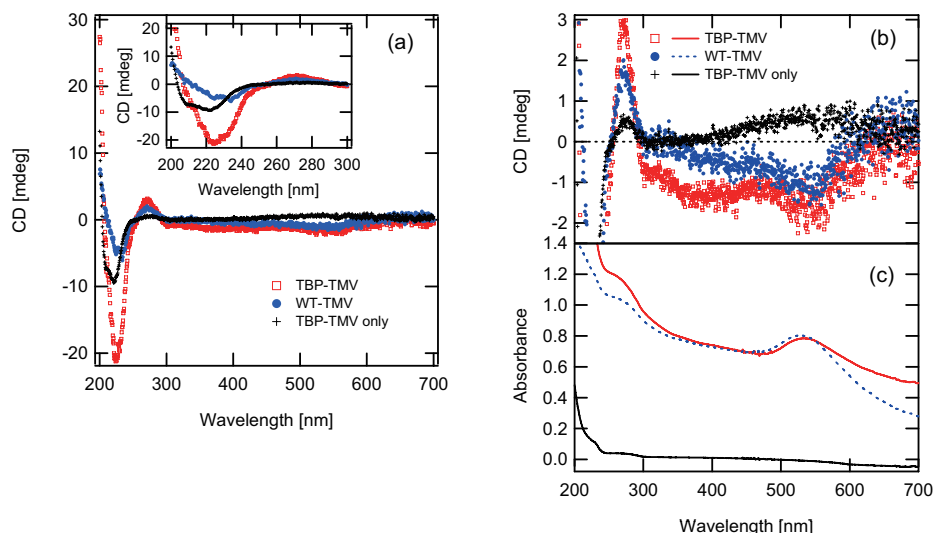 30
20
10
0
-10
-20
CD [mdeg]
200 300 400 500 600 700
Wavelength [nm]
(a)
20
10
0
-10
-20
CD [mdeg]
200 220 240 260 280 300
Wavelength [nm]
TBP-TMV
WT-TMV
TBP-TMV only
3
2
1
0
-1
-2
CD [mdeg]
(b)
TBP-TMV
WT-TMV
TBP-TMV only
1.4
1.2
1.0
0.8
0.6
0.4
0.2
0.0
Absorbance
(c)
200 300 400 500 600 700
Wavelength [nm]